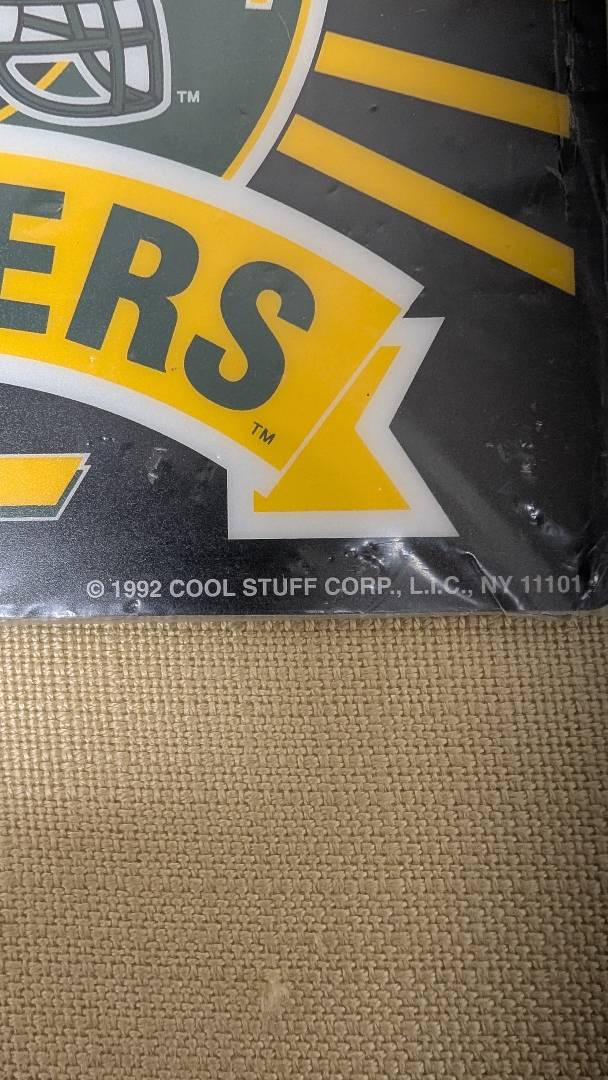 TM
ERS
TM
© 1992 COOL STUFF CORP., L.I.C., NY 11101